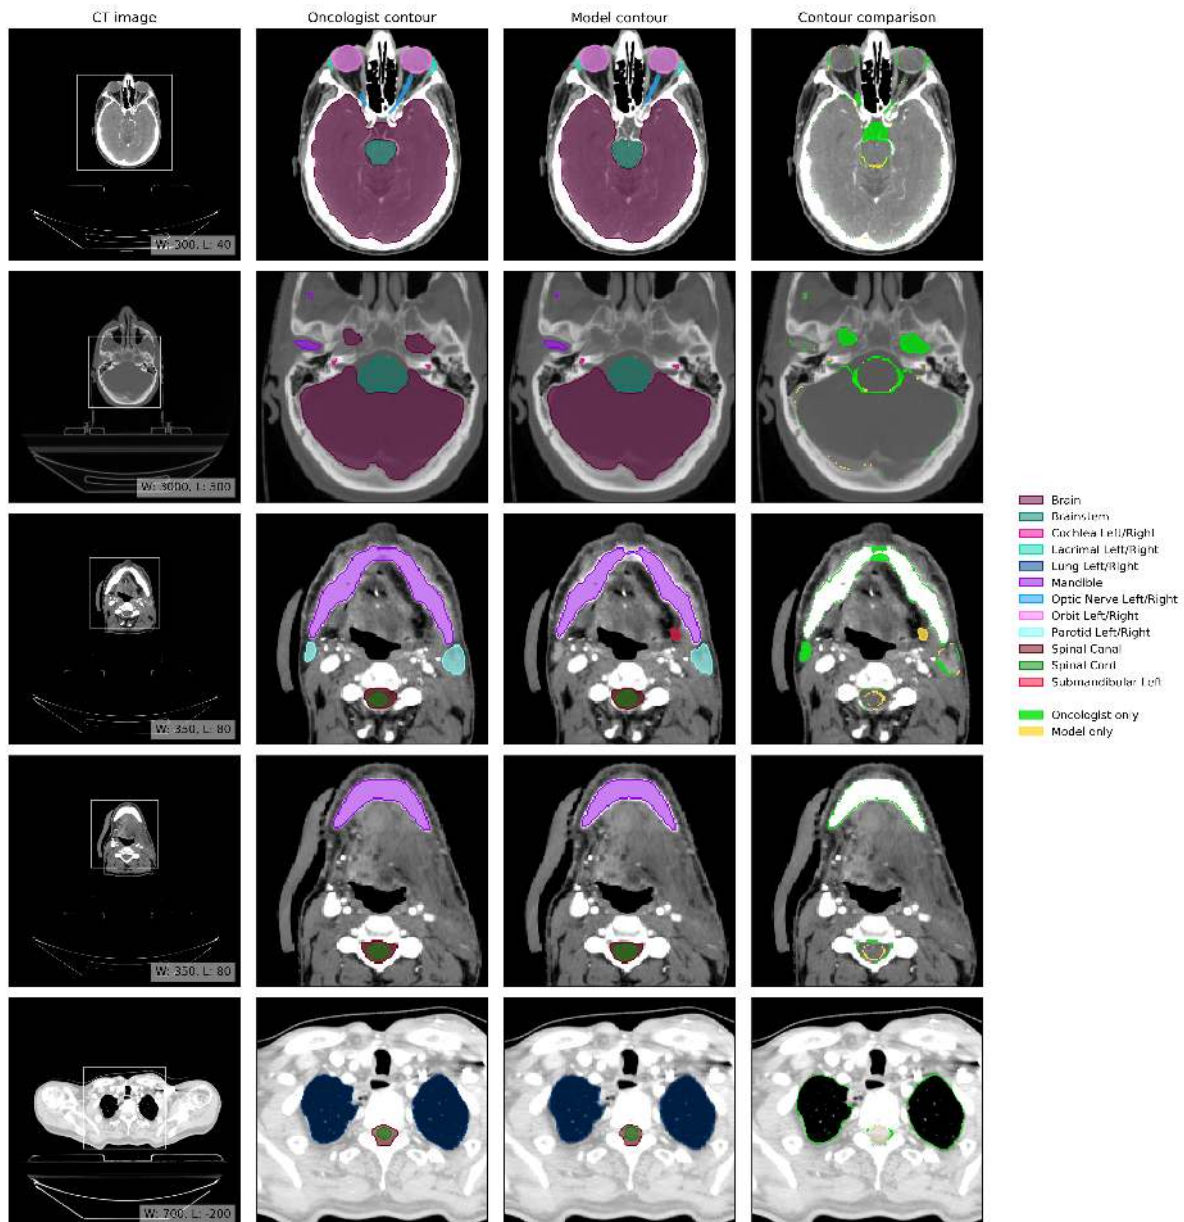 CT image
Oncologist contour
Model contour
Contour comparison
W: 300, L: 40
W: 3000, L: 300
W: 350, L: 80
W: 350, L: 80
W: 700, L: -200
Brain
Brainstem
Cochlea Left/Right
Lacrimal Left/Right
Lung Left/Right
Mandible
Optic Nerve Left/Right
Orbit Left/Right
Parotid Left/Right
Spinal Canal
Spinal Cord
Submandibular Left
Oncologist only
Model only